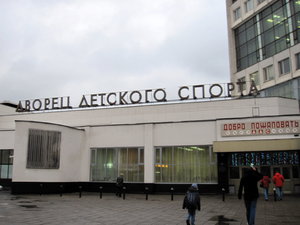 ДВОРЕЦ ДЕТСКОГО СПОРТА
ДОБРО ПОЖАЛОВАТЬ